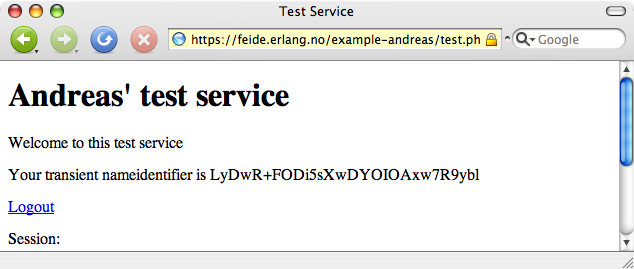 Test Service
https://feide.erlang.no/example-andreas/test.ph
Google
Andreas' test service
Welcome to this test service
Your transient nameidentifier is LyDwR+FODi5sXwDYOIOAxw7R9ybl
Logout
Session: